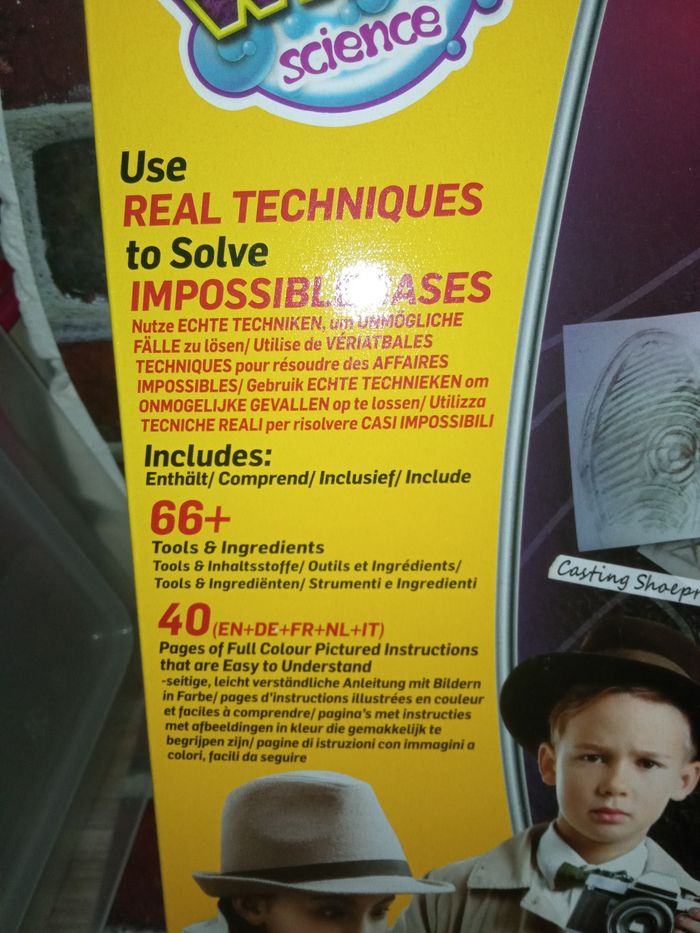 science
Use
REAL TECHNIQUES
to Solve
IMPOSSIBLE CASES
Nutze ECHTE TECHNIKEN, um UNMÖGLICHE
FÄLLE zu lösen/ Utilise de VÉRIATBALES
TECHNIQUES pour résoudre des AFFAIRES
IMPOSSIBLES/ Gebruik ECHTE TECHNIEKEN om
ONMOGELIJKE GEVALLEN op te lossen/ Utilizza
TECNICHE REALI per risolvere CASI IMPOSSIBILI
Includes:
Enthält/ Comprend/ Inclusief/ Include
66+
Tools & Ingredients
Tools & Inhaltsstoffe/ Outils et Ingrédients/
Tools & Ingrediënten/ Strumenti e Ingredienti
40 (EN+DE+FR+NL+IT)
Pages of Full Colour Pictured Instructions
that are Easy to Understand
-seitige, leicht verständliche Anleitung mit Bildern
in Farbe/ pages d'instructions illustrées en couleur
et faciles à comprendre/ pagina's met instructies
met afbeeldingen in kleur die gemakkelijk te
begrijpen zijn/ pagine di istruzioni con immagini a
colori, facili da seguire
Casting Shoepr